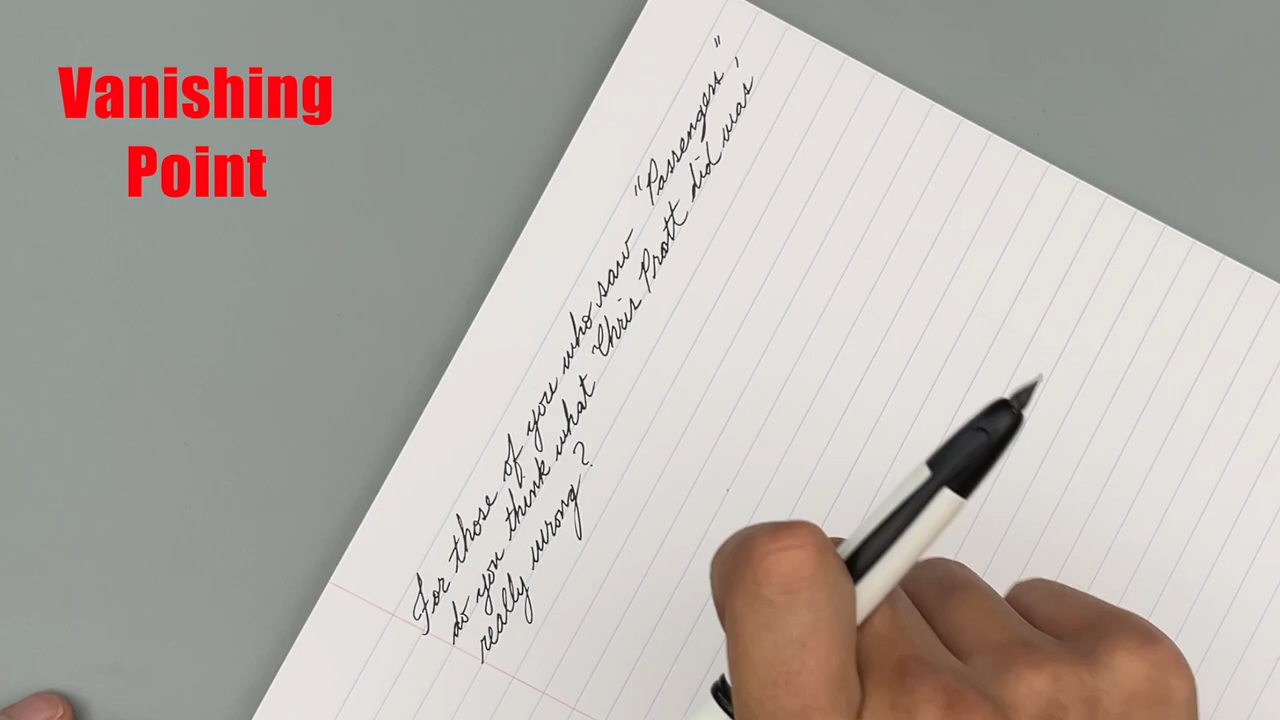 Vanishing
Point
For those of you who saw "Passengers",
do you think what Chris Pratt did was
really wrong?